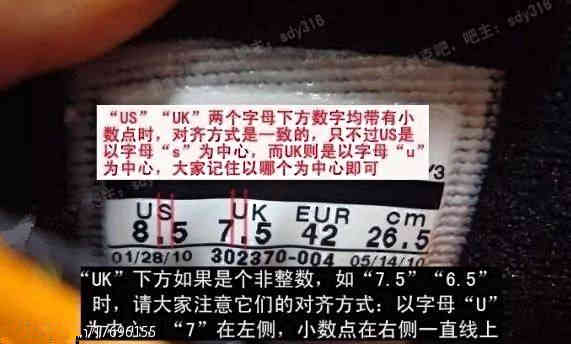 吧，吧主：sdy316
“US”“UK”两个字母下方数字均带有小
数点时，对齐方式是一致的，只不过US是
以字母“s”为中心，而UK则是以字母“u”
为中心，大家记住以哪个为中心即可
US UK EUR cm
8.5 7.5 42 26.5
01/28/10 302370-004 05/14/10
“UK”下方如果是个非整数，如“7.5”“6.5”
时，请大家注意它们的对齐方式：以字母“U”
“7”在左侧，小数点在右侧一直线上